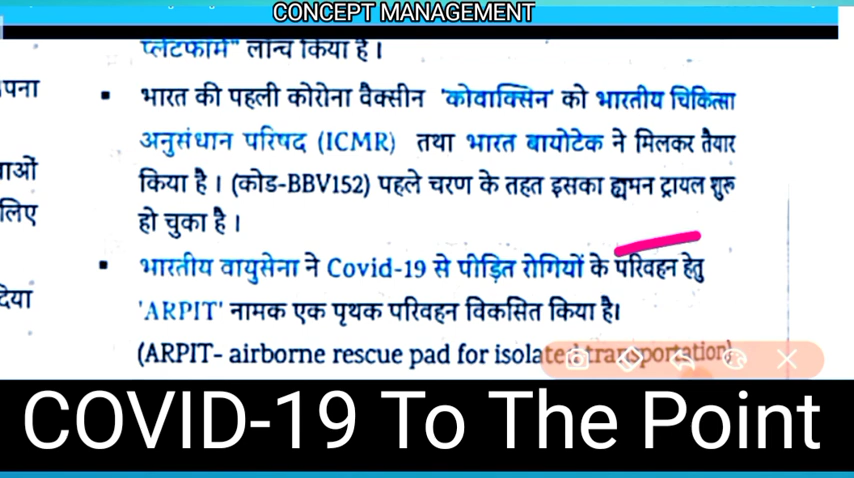 CONCEPT MANAGEMENT
प्लेटफार्म" लॉन्च किया है।
▪ भारत की पहली कोरोना वैक्सीन 'कोवाक्सिन' को भारतीय चिकित्सा
अनुसंधान परिषद (ICMR) तथा भारत बायोटेक ने मिलकर तैयार
किया है। (कोड-BBV152) पहले चरण के तहत इसका ह्यूमन ट्रायल शुरू
हो चुका है।
▪ भारतीय वायुसेना ने Covid-19 से पीड़ित रोगियों के परिवहन हेतु
'ARPIT' नामक एक पृथक परिवहन विकसित किया है।
(ARPIT- airborne rescue pad for isolated transportation)
COVID-19 To The Point